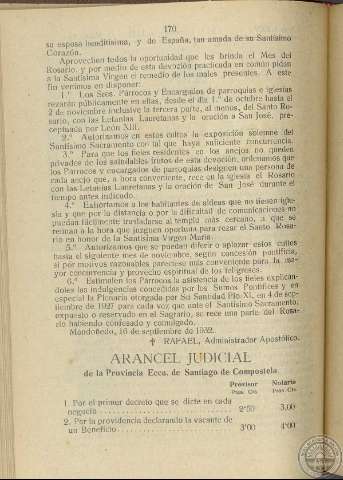 170
su esposa benditísima, y de España, tan amada de su Santísimo
Corazón.
Aprovechen todos la oportunidad que les brinda el Mes del
Rosario, y por medio de esta devoción practicada en común pidan
a la Santísima Virgen el remedio de los males presentes. A este
fin venimos en disponer:
1.° Los Sres. Párrocos y Encargados de parroquias e iglesias
rezarán públicamente en ellas, desde el día 1.° de octubre hasta el
2 de noviembre inclusive la tercera parte, al menos, del Santo Ro-
sario, con las Letanías Lauretanas y la oración a San José, pre-
ceptuada por León XIII.
2.° Autorizamos en estos cultos la exposición solemne del
Santísimo Sacramento con tal que haya suficiente concurrencia.
3.° Para que los fieles residentes en los anejos no queden
privados de los saludables frutos de esta devoción, ordenamos que
los Párrocos y encargados de parroquias designen una persona de
cada anejo que, a hora conveniente, rece en la iglesia el Rosario
con las Letanías Lauretanas y la oración de San José durante el
tiempo antes indicado.
4.° Exhortamos a los habitantes de aldeas que no tienen igle-
sia y que por la distancia o por la dificultad de comunicaciones no
puedan fácilmente trasladarse al templo más cercano, a que se
reunan a la hora que juzguen oportuna para rezar el Santo Rosa-
rio en honor de la Santísima Virgen María.
5.° Autorizamos que se puedan diferir o aplazar estos cultos
hasta el siguiente mes de noviembre, según concesión pontificia,
si por motivos razonables pareciese más conveniente para la ma-
yor concurrencia y provecho espiritual de los feligreses.
6.° Estimulen los Párrocos la asistencia de los fieles explican-
doles las indulgencias concedidas por los Sumos Pontífices y en
especial la Plenaria otorgada por Su Santidad Pío XI, en 4 de sep-
tiembre de 1927 para cada vez que ante el Santísimo Sacramento,
expuesto o reservado en el Sagrario, se rece una parte del Rosa-
rio habiendo confesado y comulgado.
Mondoñedo, 16 de septiembre de 1932.
† RAFAEL, Administrador Apostólico.
ARANCEL JUDICIAL
de la Provincia Ecca. de Santiago de Compostela
Provisor Notario
Ptas. Cts. Ptas. Cts.
1. Por el primer decreto que se dicte en cada
negocio 2'50 3,00
2. Por la providencia declarando la vacante de
un Beneficio 3'00 4'00